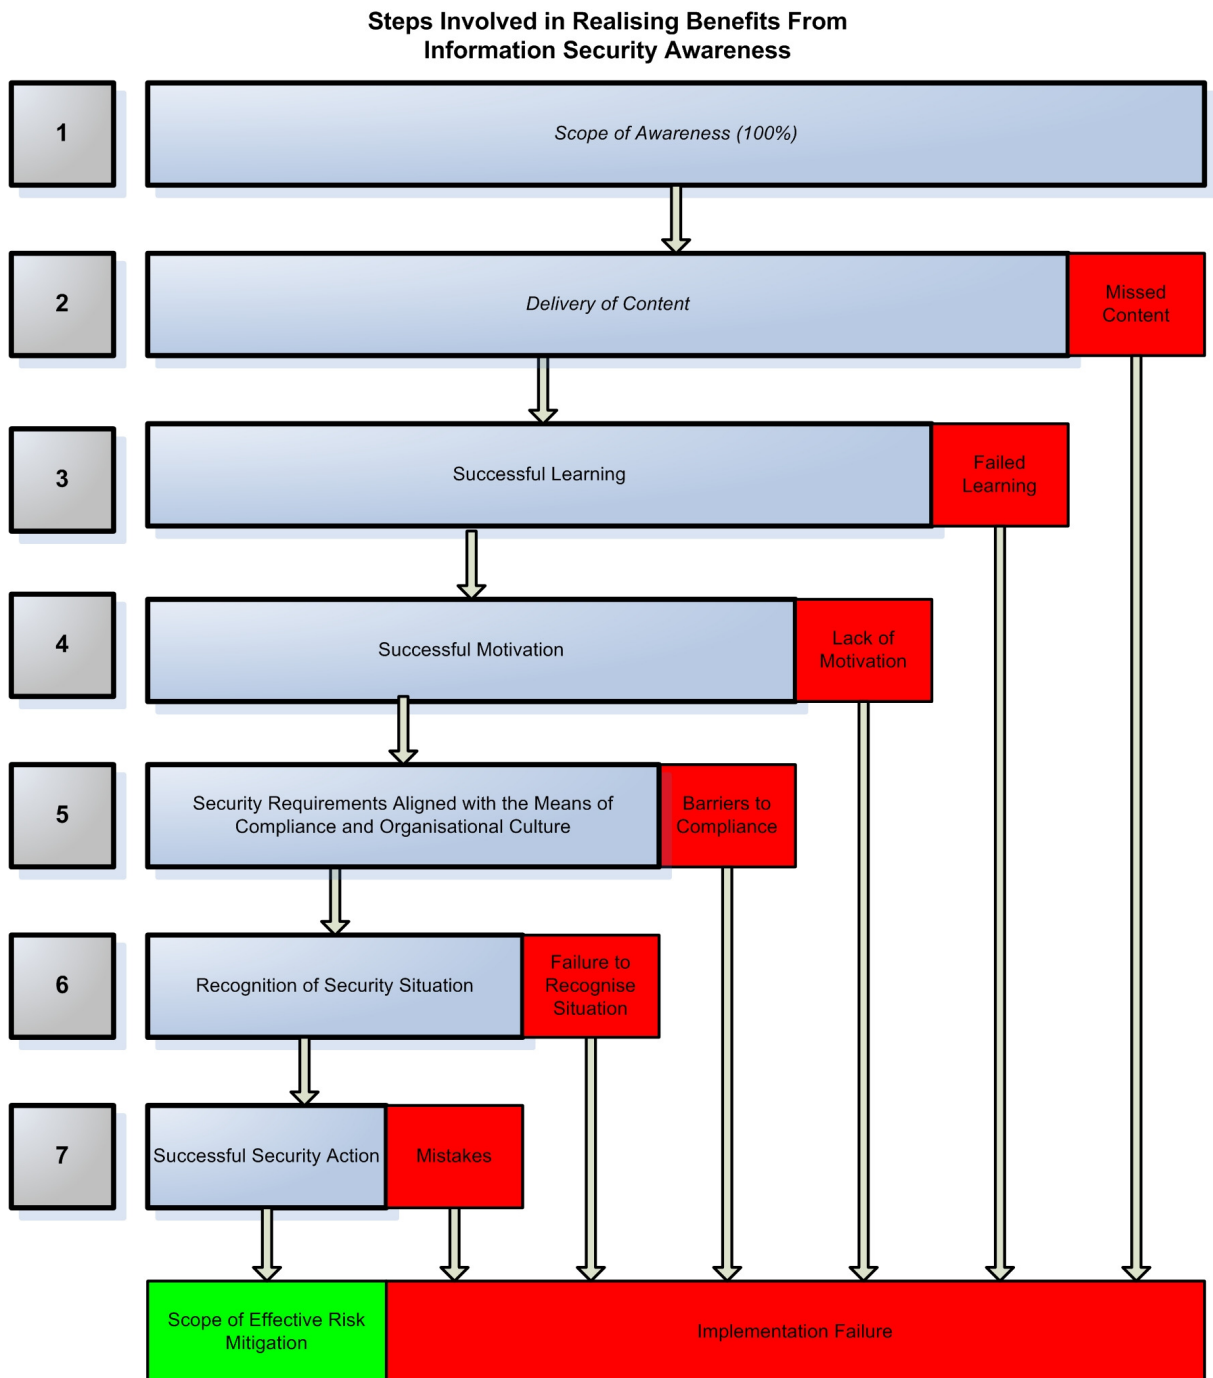 Steps Involved in Realising Benefits From
Information Security Awareness
1
Scope of Awareness (100%)
2
Delivery of Content
Missed
Content
3
Successful Learning
Failed
Learning
4
Successful Motivation
Lack of
Motivation
5
Security Requirements Aligned with the Means of
Compliance and Organisational Culture
Barriers to
Compliance
6
Recognition of Security Situation
Failure to
Recognise
Situation
7
Successful Security Action
Mistakes
Scope of Effective Risk
Mitigation
Implementation Failure